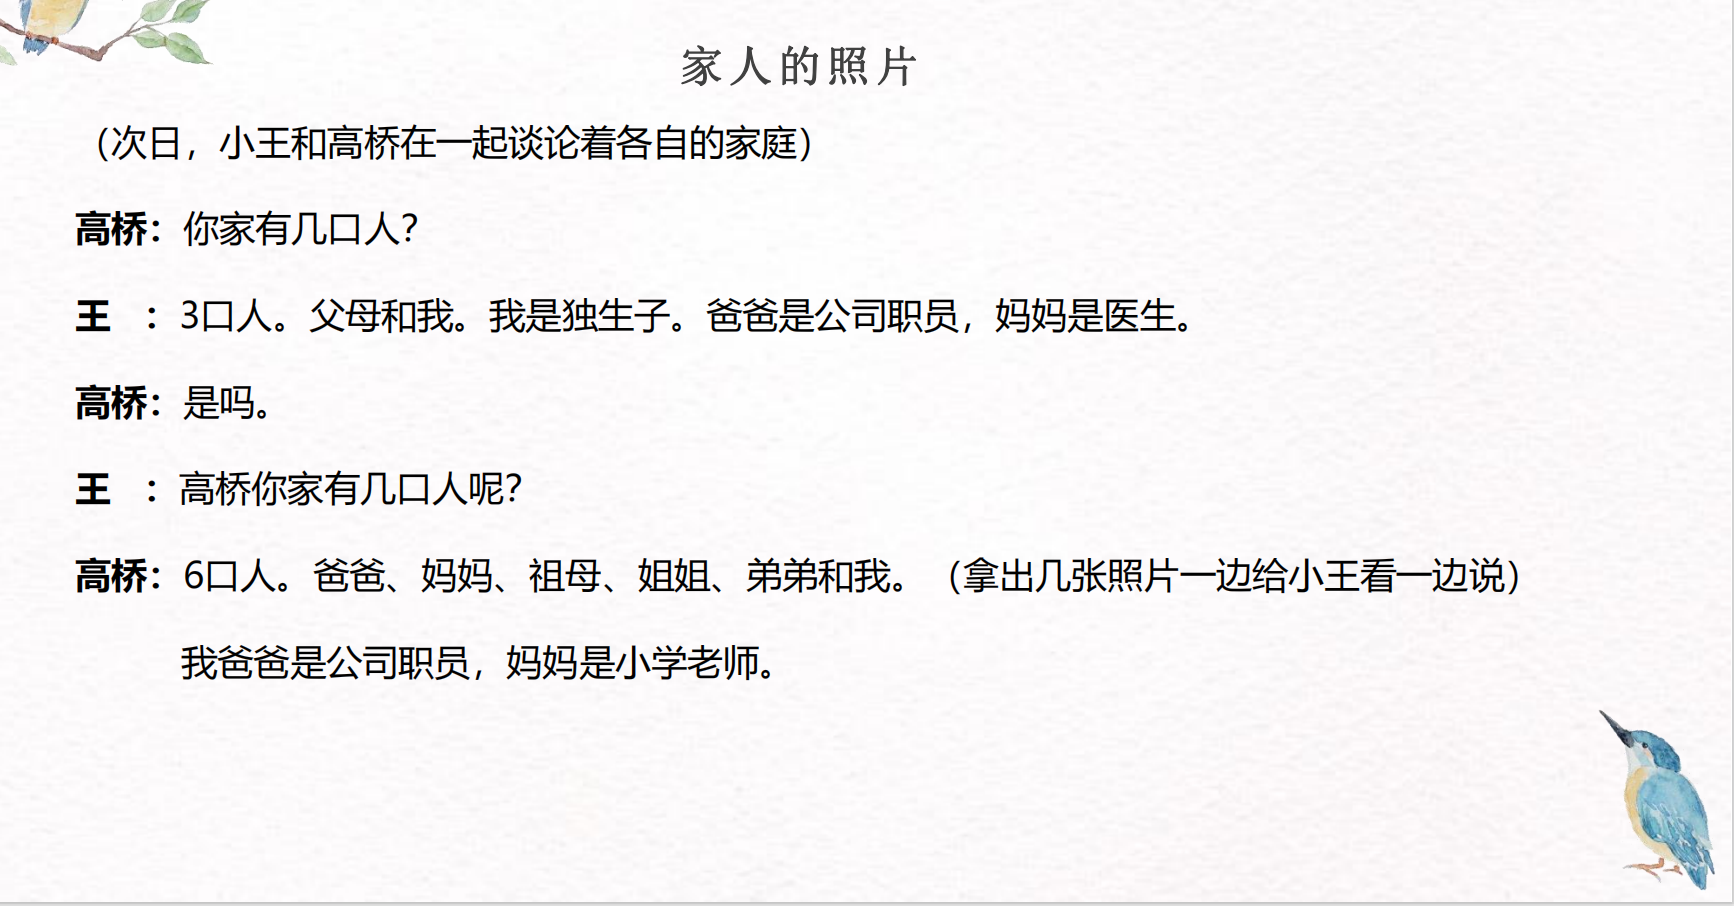 家人的照片
（次日，小王和高桥在一起谈论着各自的家庭）
高桥：你家有几口人？
王　：3口人。父母和我。我是独生子。爸爸是公司职员，妈妈是医生。
高桥：是吗。
王　：高桥你家有几口人呢？
高桥：6口人。爸爸、妈妈、祖母、姐姐、弟弟和我。（拿出几张照片一边给小王看一边说）
我爸爸是公司职员，妈妈是小学老师。